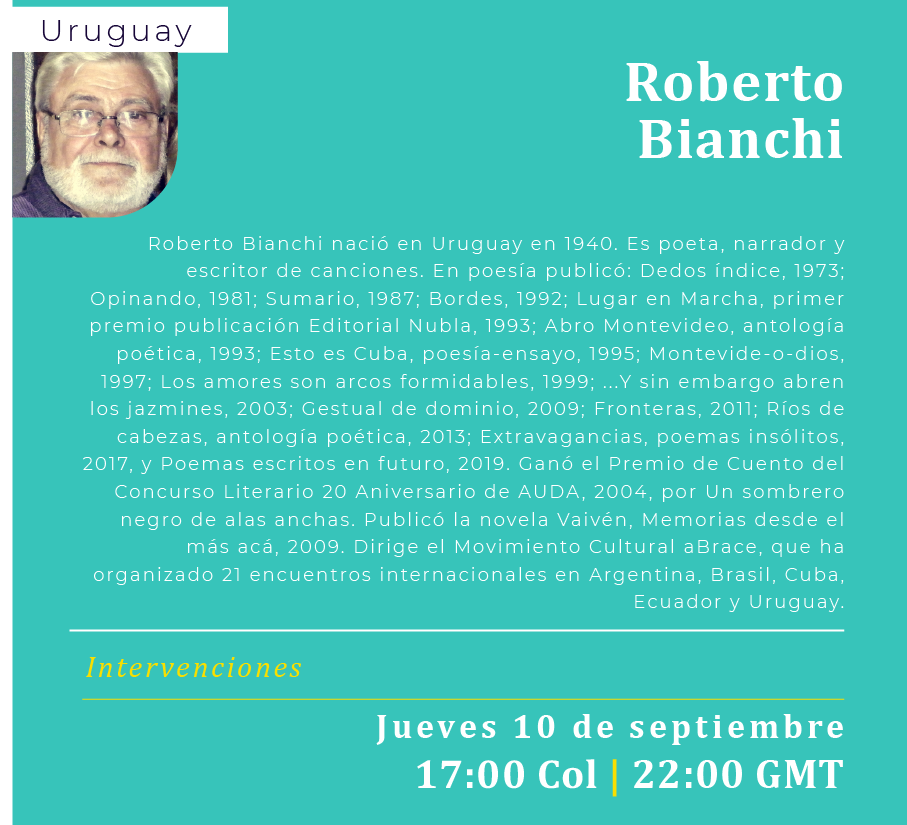 Uruguay
Roberto
Bianchi
Roberto Bianchi nació en Uruguay en 1940. Es poeta, narrador y
escritor de canciones. En poesía publicó: Dedos índice, 1973;
Opinando, 1981; Sumario, 1987; Bordes, 1992; Lugar en Marcha, primer
premio publicación Editorial Nubla, 1993; Abro Montevideo, antología
poética, 1993; Esto es Cuba, poesía-ensayo, 1995; Montevide-o-dios,
1997; Los amores son arcos formidables, 1999; ...Y sin embargo abren
los jazmines, 2003; Gestual de dominio, 2009; Fronteras, 2011; Ríos de
cabezas, antología poética, 2013; Extravagancias, poemas insólitos,
2017, y Poemas escritos en futuro, 2019. Ganó el Premio de Cuento del
Concurso Literario 20 Aniversario de AUDA, 2004, por Un sombrero
negro de alas anchas. Publicó la novela Vaivén, Memorias desde el
más acá, 2009. Dirige el Movimiento Cultural aBrace, que ha
organizado 21 encuentros internacionales en Argentina, Brasil, Cuba,
Ecuador y Uruguay.
Intervenciones
Jueves 10 de septiembre
17:00 Col | 22:00 GMT